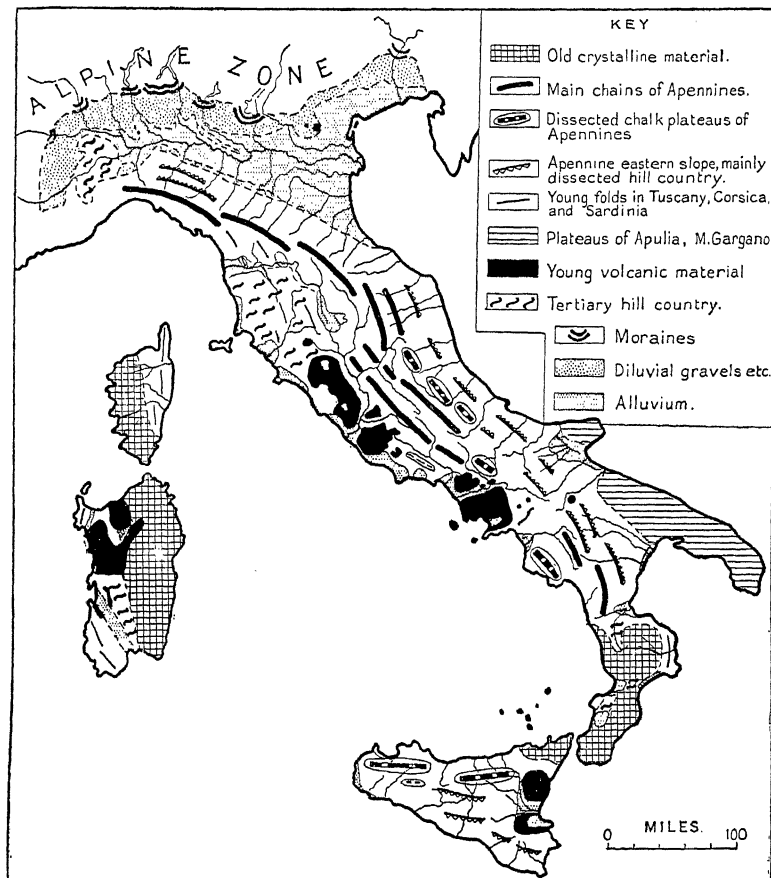 ALPINE ZONE
KEY
Old crystalline material.
Main chains of Apennines.
Dissected chalk plateaus of
Apennines
Apennine eastern slope, mainly
dissected hill country.
Young folds in Tuscany, Corsica,
and Sardinia
Plateaus of Apulia, M. Gargano
Young volcanic material
Tertiary hill country.
Moraines
Diluvial gravels etc.
Alluvium.
MILES.
0 100